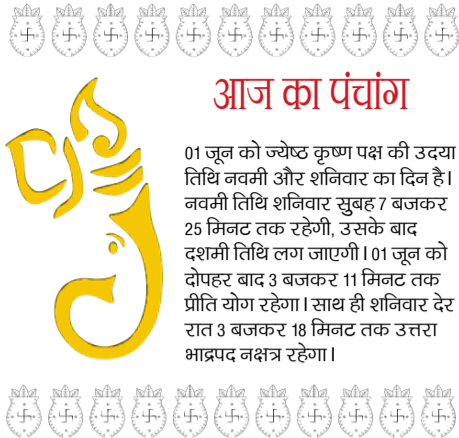 आज का पंचांग
01 जून को ज्येष्ठ कृष्ण पक्ष की उदया
तिथि नवमी और शनिवार का दिन है।
नवमी तिथि शनिवार सुबह 7 बजकर
25 मिनट तक रहेगी, उसके बाद
दशमी तिथि लग जाएगी। 01 जून को
दोपहर बाद 3 बजकर 11 मिनट तक
प्रीति योग रहेगा। साथ ही शनिवार देर
रात 3 बजकर 18 मिनट तक उत्तरा
भाद्रपद नक्षत्र रहेगा।